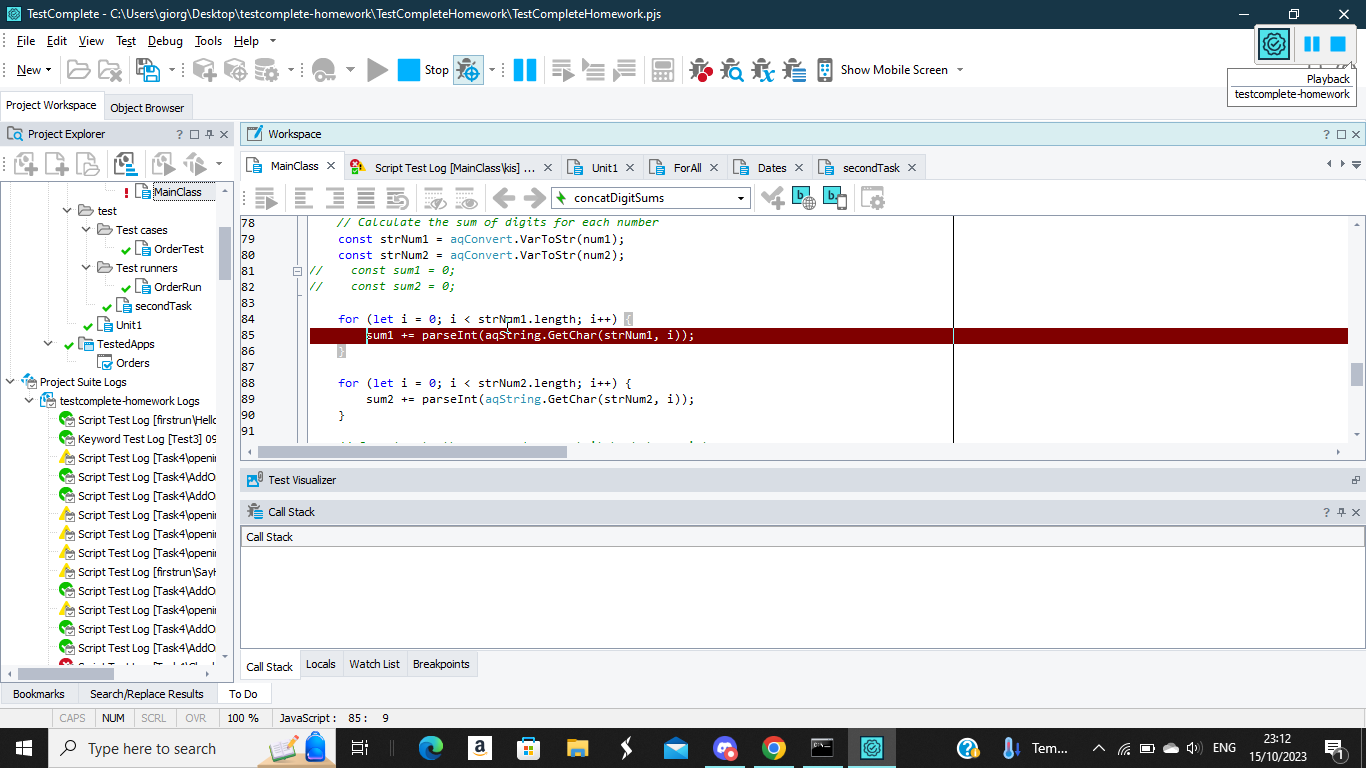 TestComplete - C:\Users\giorg\Desktop\testcomplete-homework\TestCompleteHomework\TestCompleteHomework.pjs
File Edit View Test Debug Tools Help
New Stop Show Mobile Screen
Playback
testcomplete-homework
Project Workspace Object Browser
Project Explorer
MainClass
test
Test cases
OrderTest
Test runners
OrderRun
secondTask
Unit1
TestedApps
Orders
Project Suite Logs
testcomplete-homework Logs
Script Test Log [firstrun\Hello
Keyword Test Log [Test3] 09
Script Test Log [Task4\openi
Script Test Log [Task4\AddO
Script Test Log [Task4\AddO
Script Test Log [Task4\openi
Script Test Log [Task4\openi
Script Test Log [Task4\openi
Script Test Log [firstrun\SayH
Script Test Log [Task4\AddO
Script Test Log [Task4\openi
Script Test Log [Task4\AddO
Script Test Log [Task4\AddO
Workspace
MainClass Script Test Log [MainClass\kis] ... Unit1 ForAll Dates secondTask
concatDigitSums
78 // Calculate the sum of digits for each number
79 const strNum1 = aqConvert.VarToStr(num1);
80 const strNum2 = aqConvert.VarToStr(num2);
81 // const sum1 = 0;
82 // const sum2 = 0;
83
84 for (let i = 0; i < strNum1.length; i++) {
85 sum1 += parseInt(aqString.GetChar(strNum1, i));
86 }
87
88 for (let i = 0; i < strNum2.length; i++) {
89 sum2 += parseInt(aqString.GetChar(strNum2, i));
90 }
91
Test Visualizer
Call Stack
Call Stack
Call Stack Locals Watch List Breakpoints
Bookmarks Search/Replace Results To Do
CAPS NUM SCRL OVR 100 % JavaScript : 85 : 9
Type here to search
Tem... ENG
23:12
15/10/2023
1